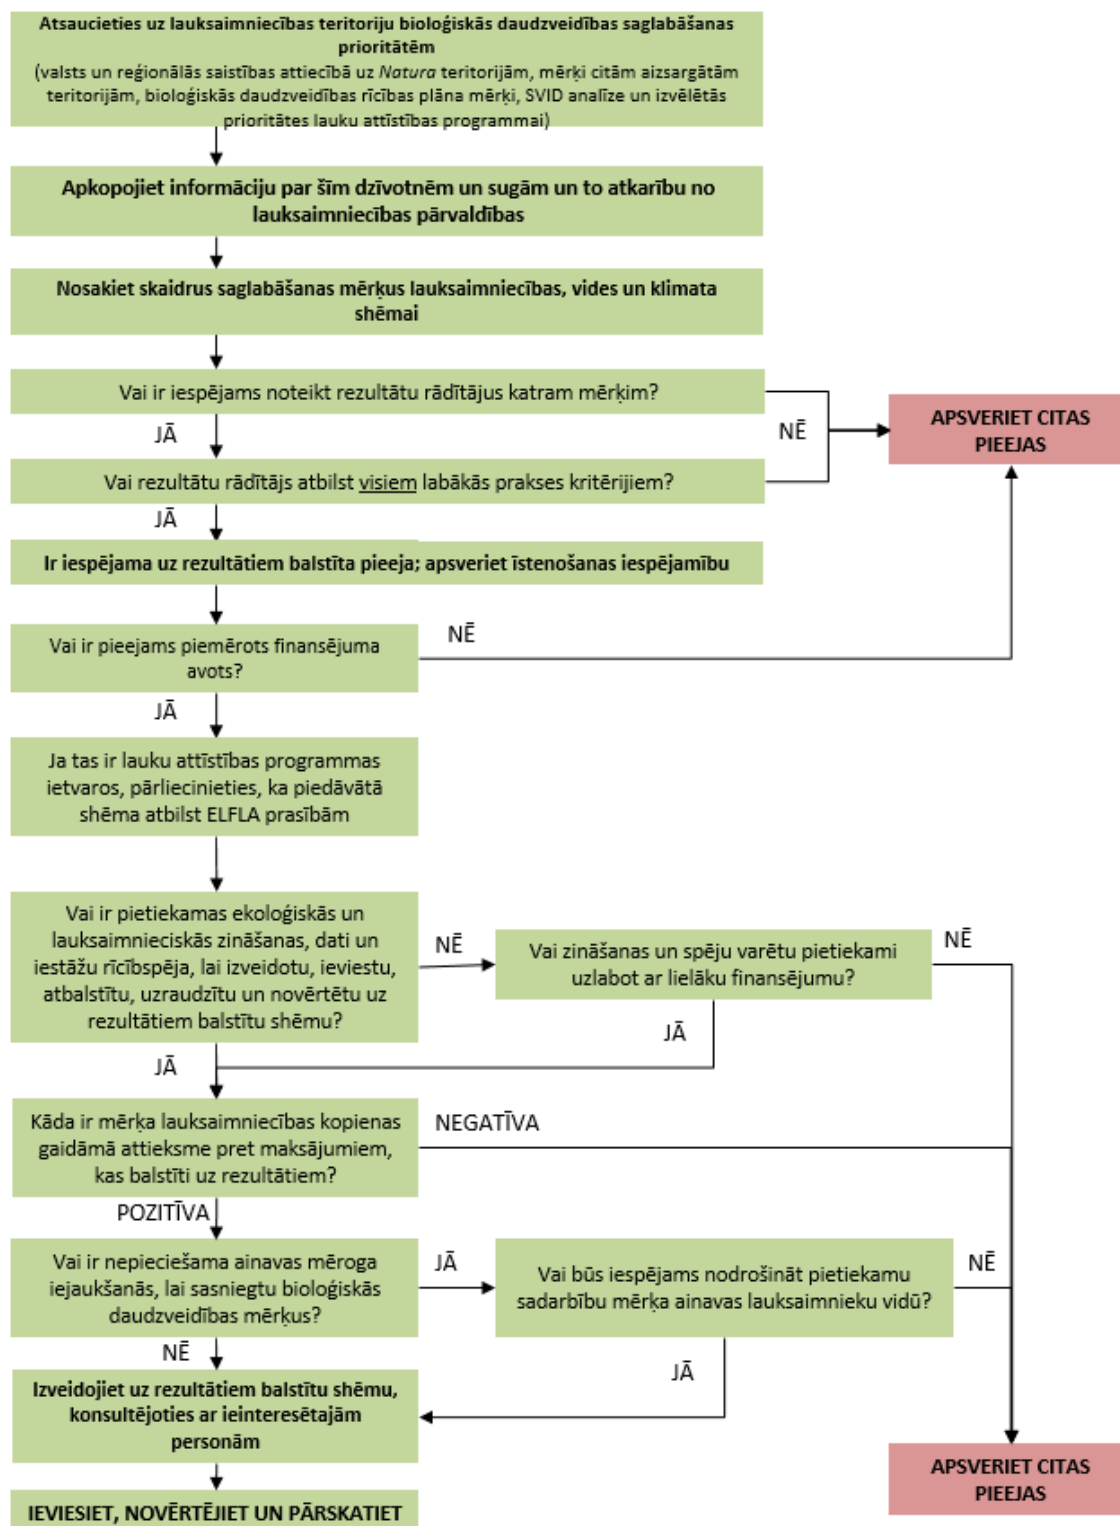 Atsaucieties uz lauksaimniecības teritoriju bioloģiskās daudzveidības saglabāšanas
prioritātēm
(valsts un reģionālās saistības attiecībā uz Natura teritorijām, mērķi citām aizsargātām
teritorijām, bioloģiskās daudzveidības rīcības plāna mērķi, SVID analīze un izvēlētās
prioritātes lauku attīstības programmai)
Apkopojiet informāciju par šīm dzīvotnēm un sugām un to atkarību no
lauksaimniecības pārvaldības
Nosakiet skaidrus saglabāšanas mērķus lauksaimniecības, vides un klimata
shēmai
Vai ir iespējams noteikt rezultātu rādītājus katram mērķim?
JĀ
NĒ
APSVERIET CITAS
PIEEJAS
Vai rezultātu rādītājs atbilst visiem labākās prakses kritērijiem?
JĀ
Ir iespējama uz rezultātiem balstīta pieeja; apsveriet īstenošanas iespējamību
Vai ir pieejams piemērots finansējuma
avots?
NĒ
JĀ
Ja tas ir lauku attīstības programmas
ietvaros, pārliecinieties, ka piedāvātā
shēma atbilst ELFLA prasībām
Vai ir pietiekamas ekoloģiskās un
lauksaimnieciskās zināšanas, dati un
iestāžu rīcībspēja, lai izveidotu, ieviestu,
atbalstītu, uzraudzītu un novērtētu uz
rezultātiem balstītu shēmu?
NĒ
Vai zināšanas un spēju varētu pietiekami
uzlabot ar lielāku finansējumu?
NĒ
JĀ
JĀ
Kāda ir mērķa lauksaimniecības kopienas
gaidāmā attieksme pret maksājumiem,
kas balstīti uz rezultātiem?
NEGATĪVA
POZITĪVA
Vai ir nepieciešama ainavas mēroga
iejaukšanās, lai sasniegtu bioloģiskās
daudzveidības mērķus?
JĀ
Vai būs iespējams nodrošināt pietiekamu
sadarbību mērķa ainavas lauksaimnieku vidū?
NĒ
NĒ
JĀ
Izveidojiet uz rezultātiem balstītu shēmu,
konsultējoties ar ieinteresētajām
personām
APSVERIET CITAS
PIEEJAS
IEVIESIET, NOVĒRTĒJIET UN PĀRSKATIET